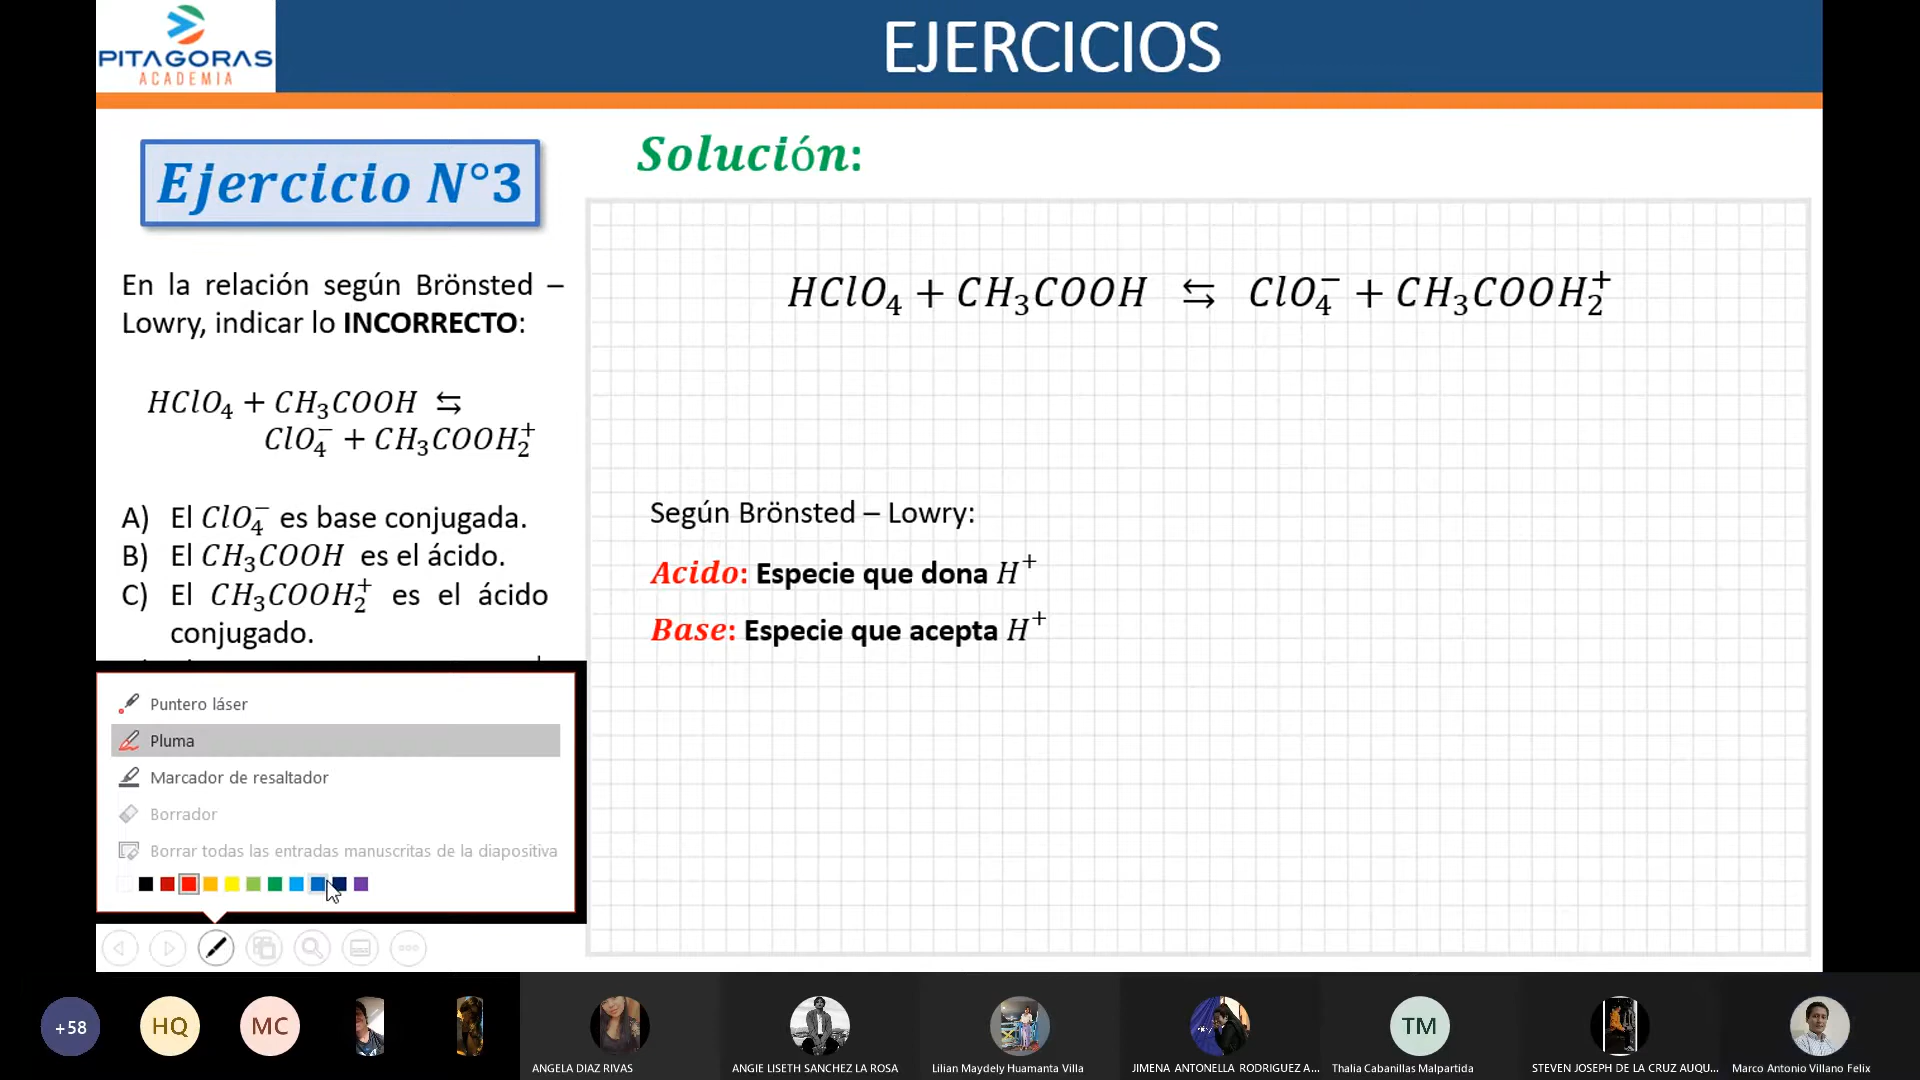 PITAGORAS
ACADEMIA
EJERCICIOS
Ejercicio N°3
En la relación según Brönsted –
Lowry, indicar lo INCORRECTO:
HClO₄ + CH₃COOH ⇆
ClO₄⁻ + CH₃COOH₂⁺
A) El ClO₄⁻ es base conjugada.
B) El CH₃COOH es el ácido.
C) El CH₃COOH₂⁺ es el ácido
conjugado.
Solución:
HClO₄ + CH₃COOH ⇆ ClO₄⁻ + CH₃COOH₂⁺
Según Brönsted – Lowry:
Acido: Especie que dona H⁺
Base: Especie que acepta H⁺
Puntero láser
Pluma
Marcador de resaltador
Borrador
Borrar todas las entradas manuscritas de la diapositiva
+58
HQ
MC
TM
ANGELA DIAZ RIVAS
ANGIE LISETH SANCHEZ LA ROSA
Lilian Maydely Huamanta Villa
JIMENA ANTONELLA RODRIGUEZ A...
Thalia Cabanillas Malpartida
STEVEN JOSEPH DE LA CRUZ AUQU...
Marco Antonio Villano Felix